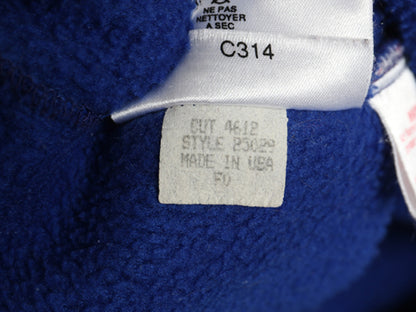 NE PAS
NETTOYER
A SEC
C314
CUT 4612
STYLE 25029
MADE IN USA
FU